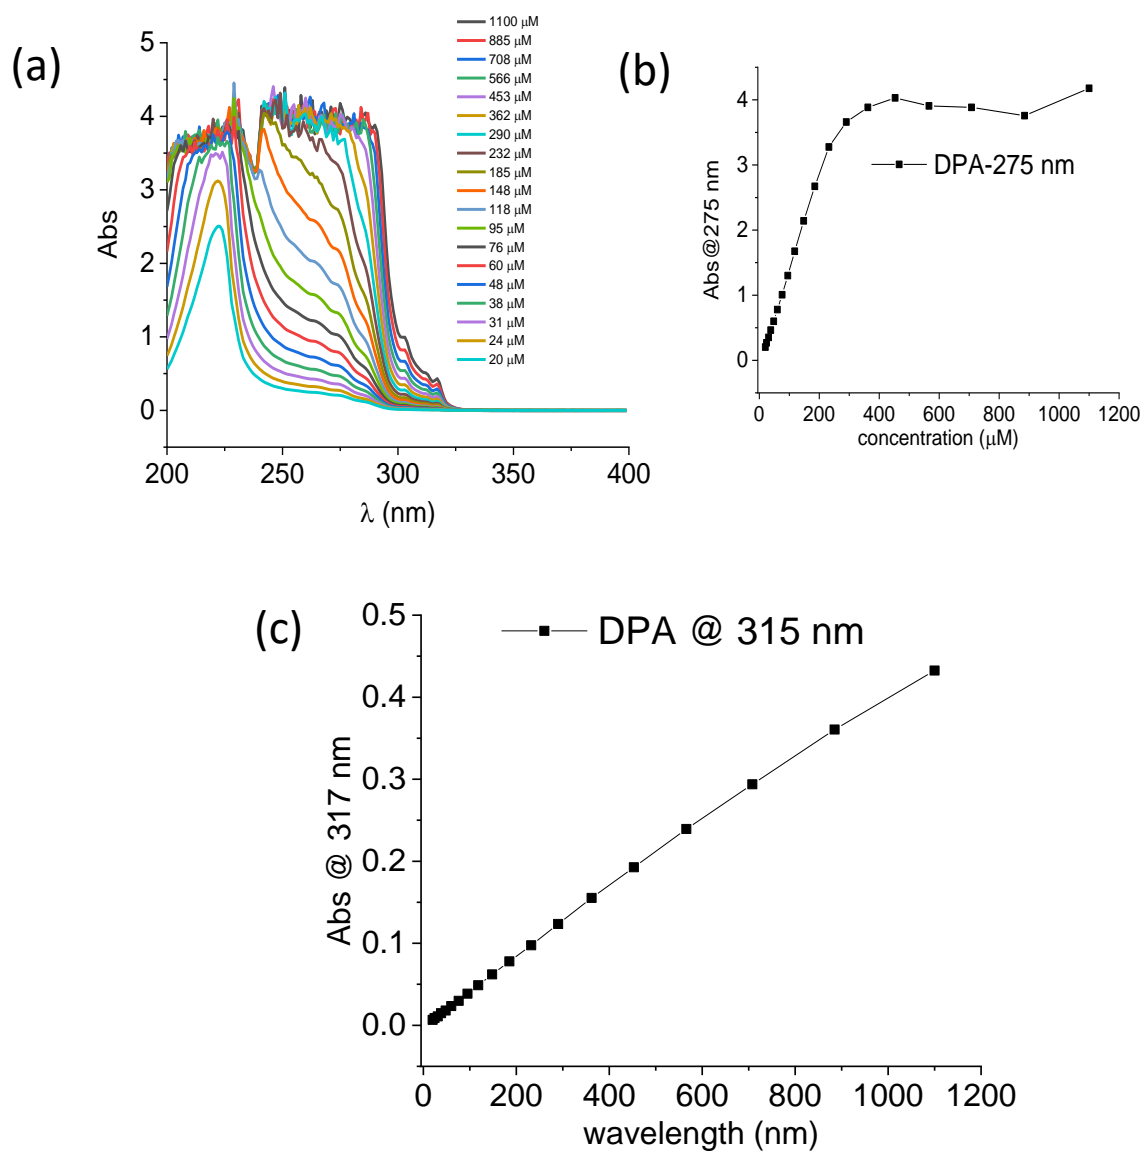 (a)
Abs
5
4
3
2
1
0
200
250
300
350
400
λ (nm)
1100 μM
885 μM
708 μM
566 μM
453 μM
362 μM
290 μM
232 μM
185 μM
148 μM
118 μM
95 μM
76 μM
60 μM
48 μM
38 μM
31 μM
24 μM
20 μM
(b)
Abs @275 nm
4
2
0
DPA-275 nm
0 200 400 600 800 1000 1200
concentration (μM)
(c)
Abs @ 317 nm
0.5
0.4
0.3
0.2
0.1
0.0
DPA @ 315 nm
0 200 400 600 800 1000 1200
wavelength (nm)